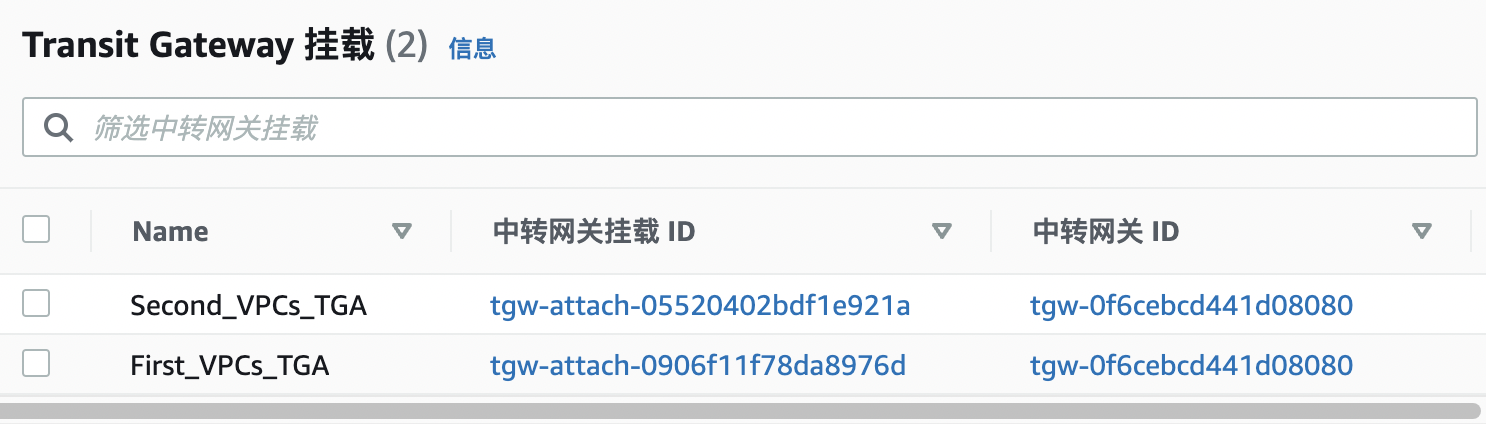 Transit Gateway 挂载 (2) 信息
筛选中转网关挂载
Name 中转网关挂载 ID 中转网关 ID
Second_VPCs_TGA tgw-attach-05520402bdf1e921a tgw-0f6cebcd441d08080
First_VPCs_TGA tgw-attach-0906f11f78da8976d tgw-0f6cebcd441d08080